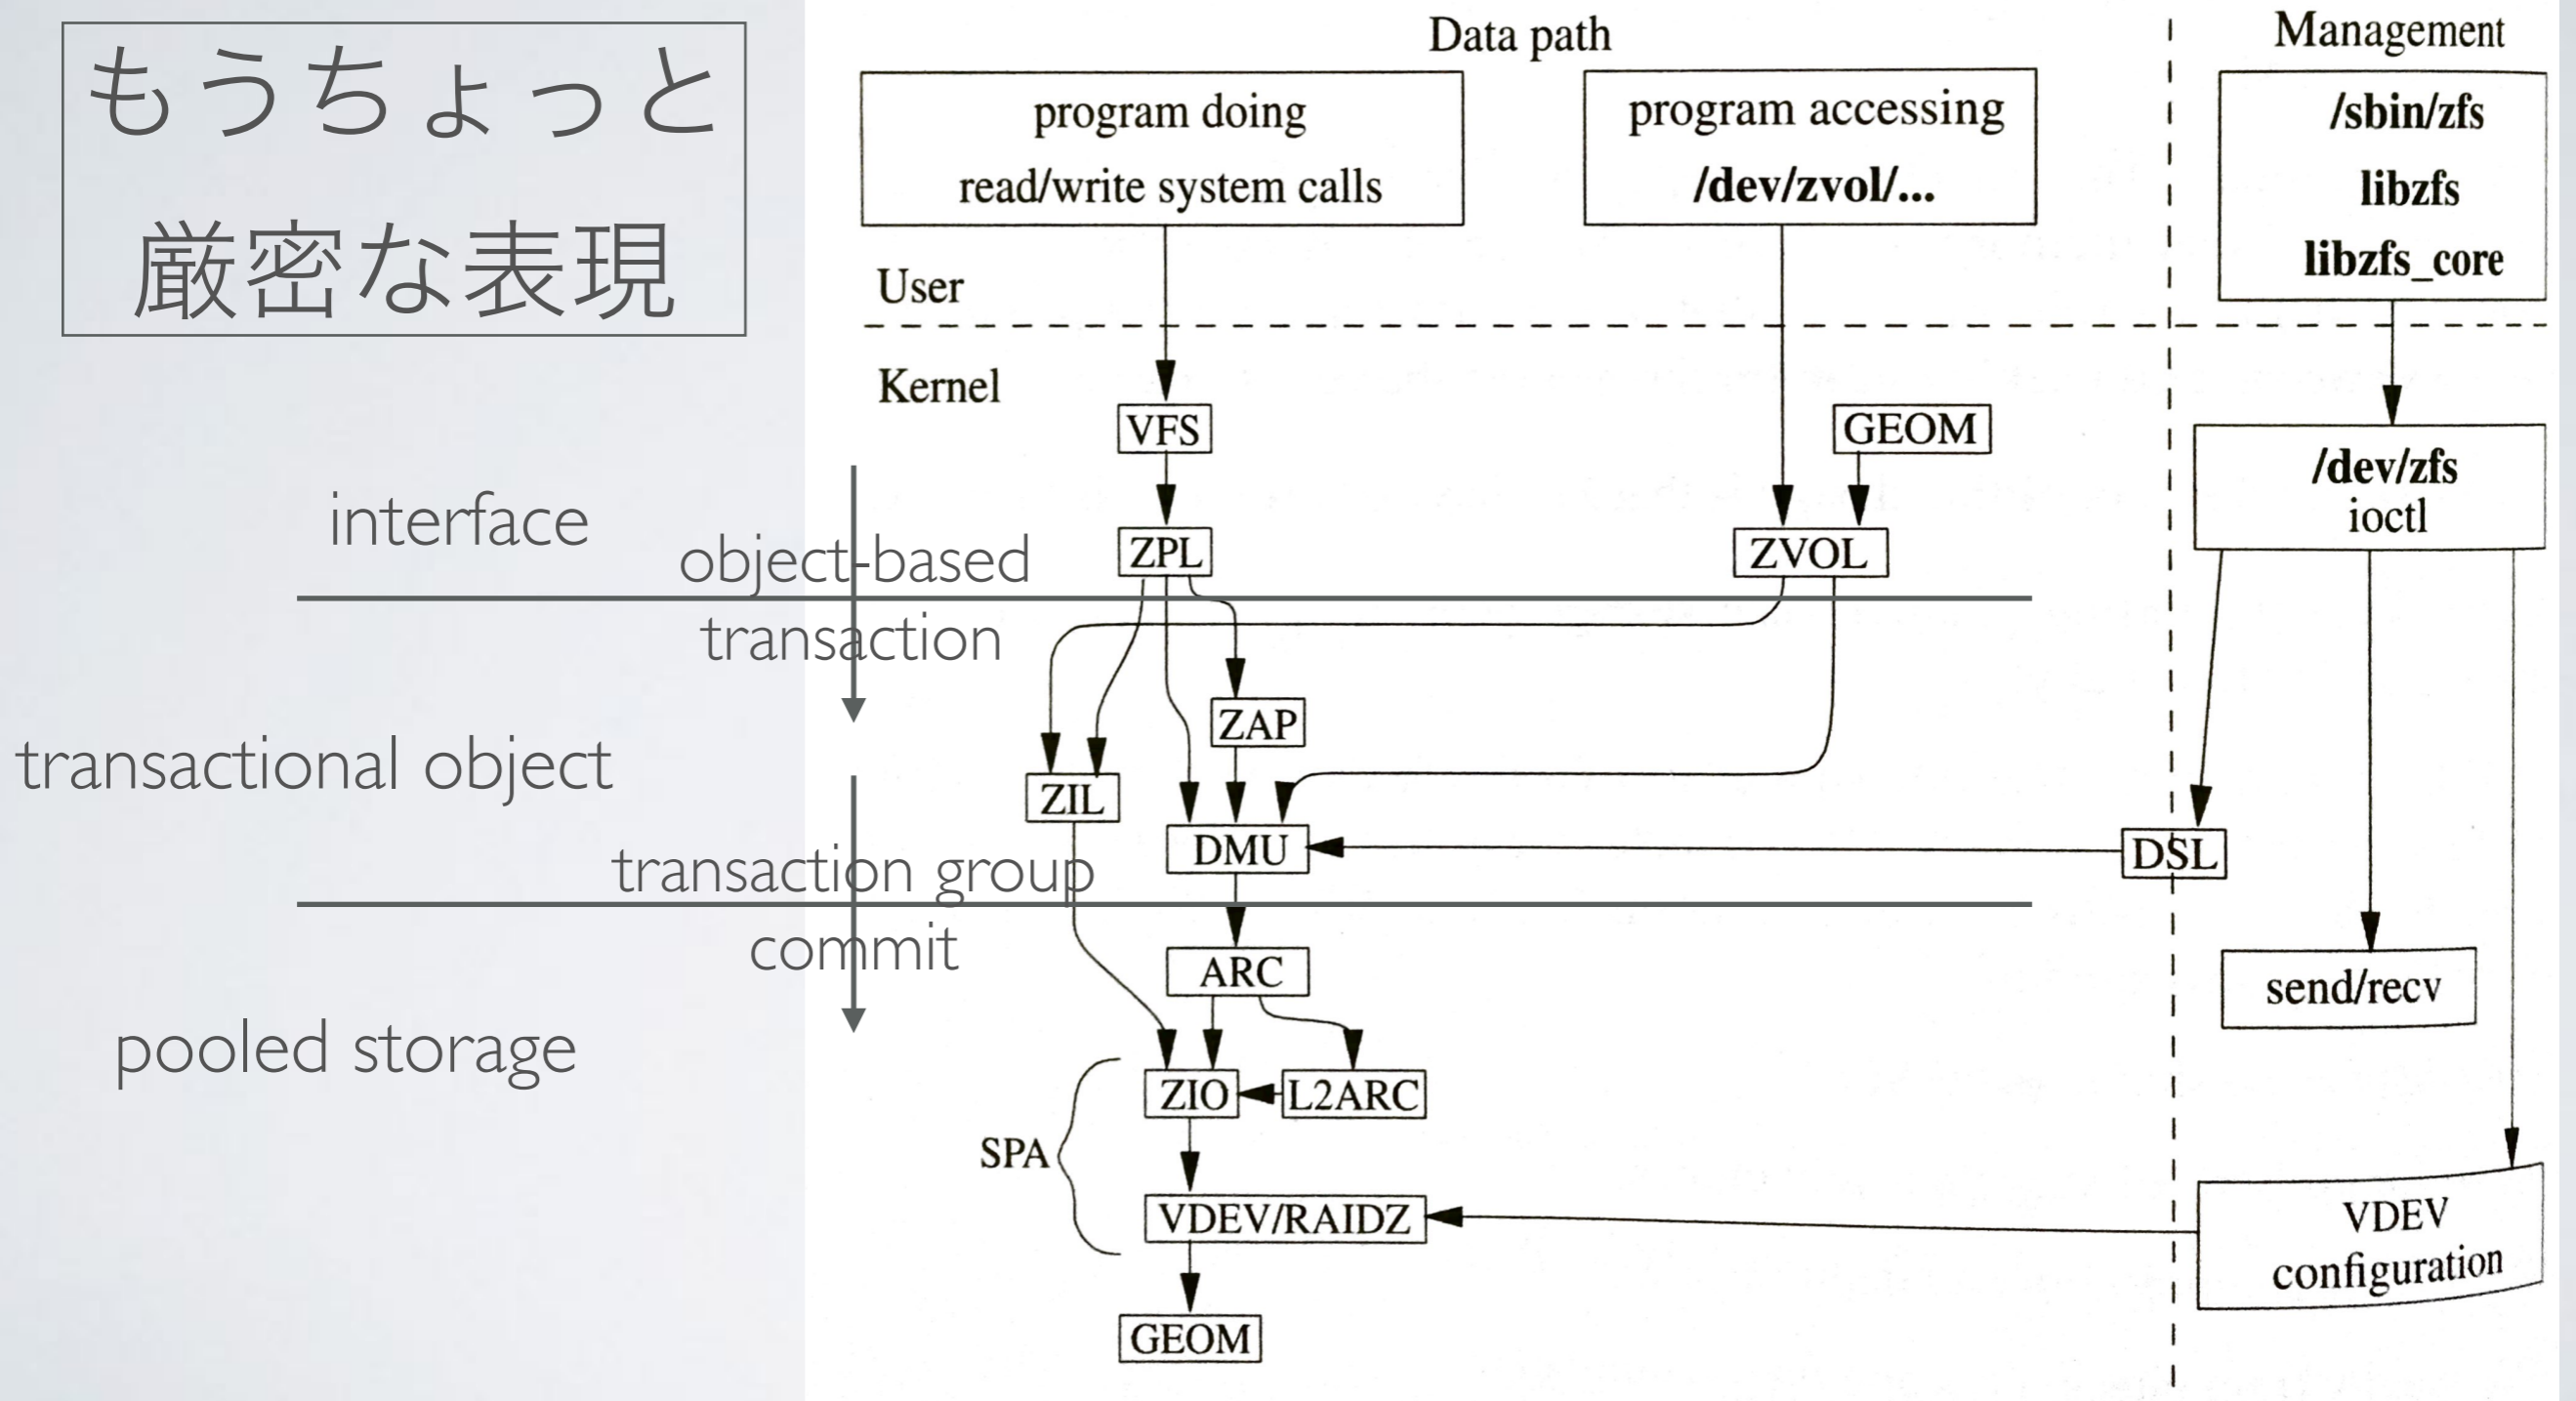 もうちょっと
厳密な表現
Data path
Management
program doing
read/write system calls
program accessing
/dev/zvol/...
/sbin/zfs
libzfs
libzfs_core
User
Kernel
VFS
GEOM
/dev/zfs
ioctl
interface
object-based
transaction
ZPL
ZVOL
ZAP
transactional object
ZIL
DMU
DSL
transaction group
commit
ARC
send/recv
pooled storage
ZIO
L2ARC
SPA
VDEV/RAIDZ
VDEV
configuration
GEOM